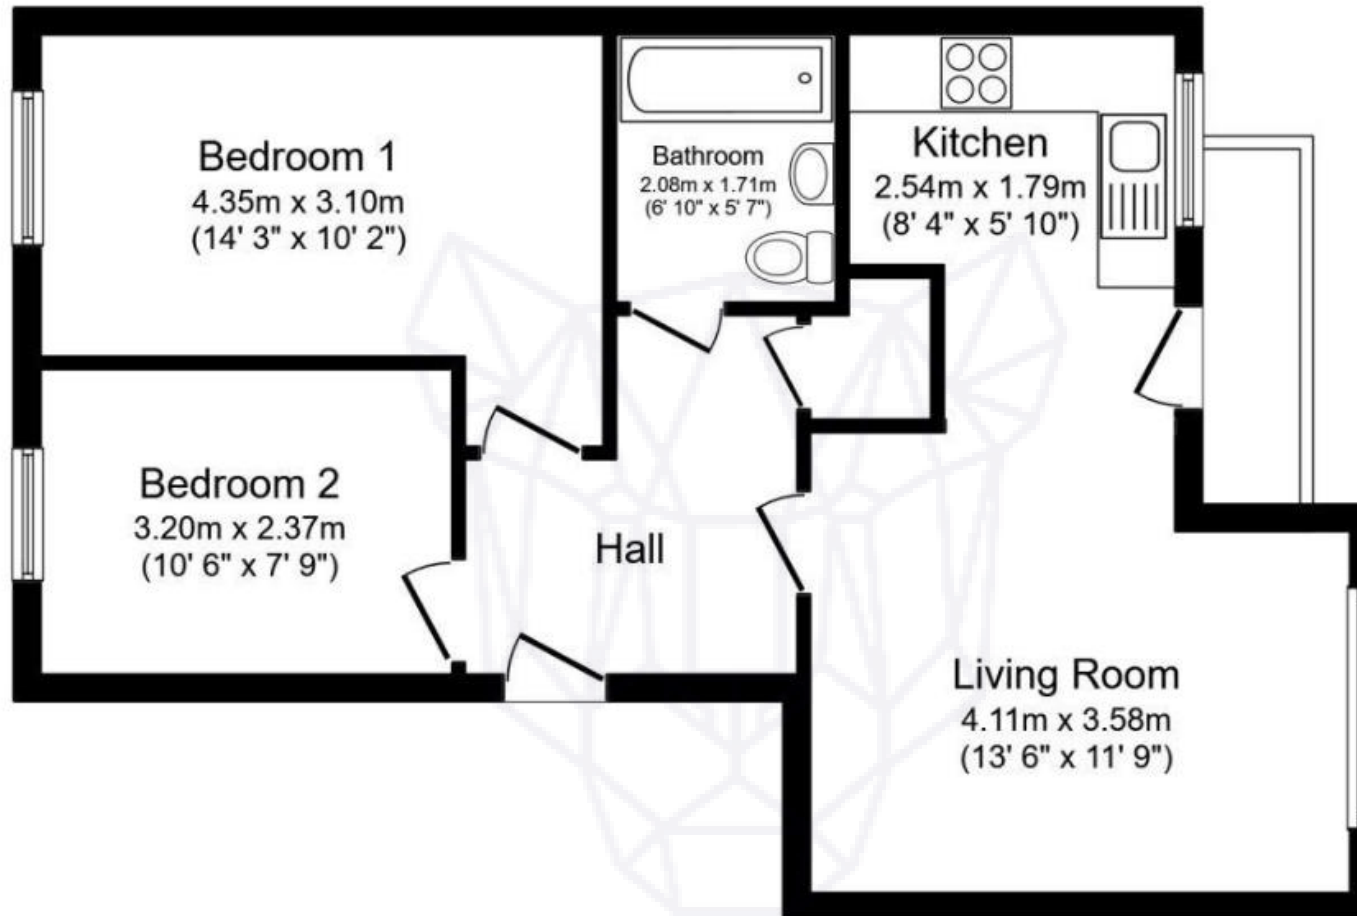 Bedroom 1
4.35m x 3.10m
(14' 3" x 10' 2")
Bathroom
2.08m x 1.71m
(6' 10" x 5' 7")
Kitchen
2.54m x 1.79m
(8' 4" x 5' 10")
Bedroom 2
3.20m x 2.37m
(10' 6" x 7' 9")
Hall
Living Room
4.11m x 3.58m
(13' 6" x 11' 9")